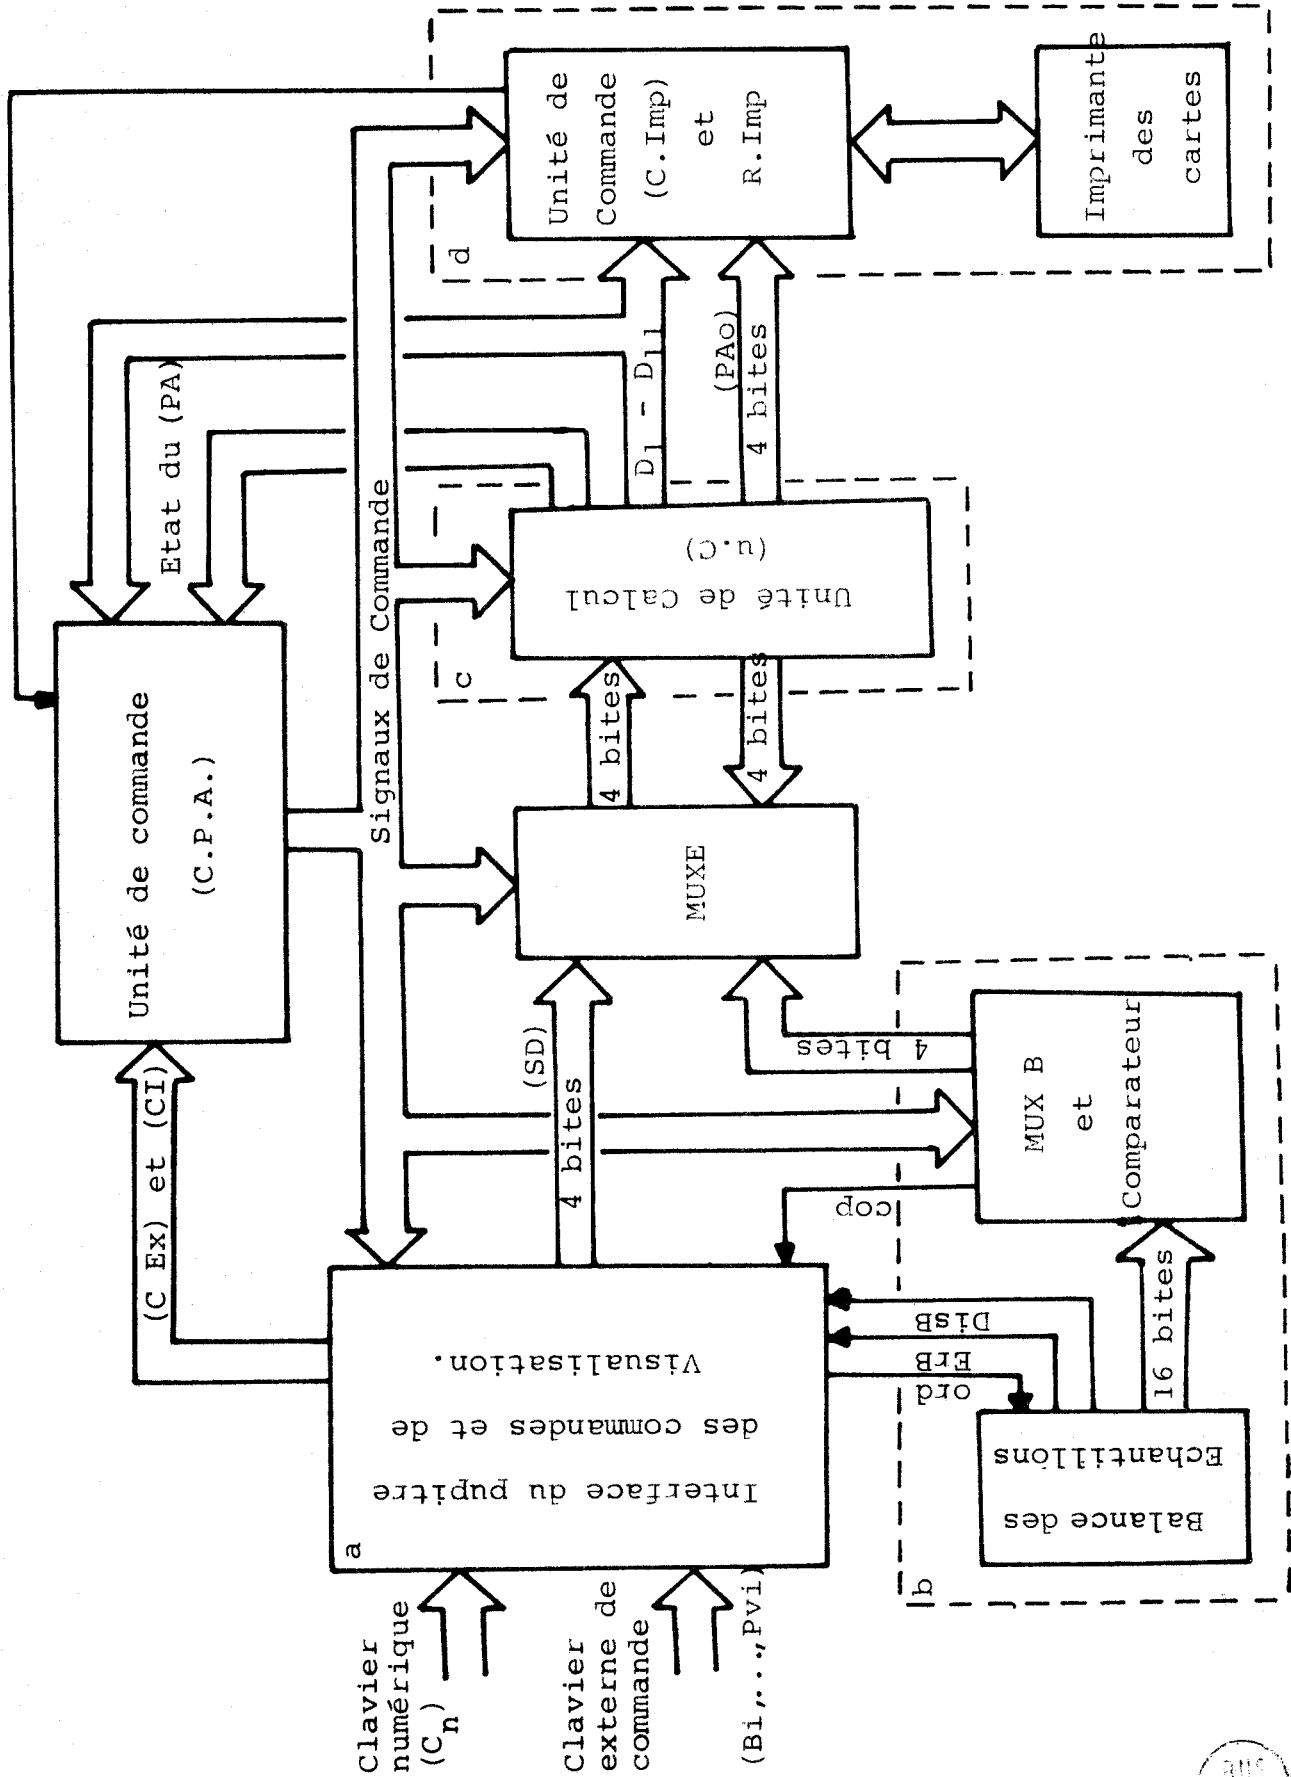 Unité de commande
(C.P.A.)
(C Ex) et (CI)
Etat du (PA)
Signaux de Commande
d
Unité de
Commande
(C.Imp)
et
R.Imp
Imprimante
des
cartes
D1 - D11
(PAo)
4 bites
c
Unité de Calcul
(u.C)
4 bites
4 bites
MUXE
(SD)
4 bites
4 bites
cop
MUX B
et
Comparateur
16 bites
a
Interface du pupitre
des commandes et de
Visualisation.
DisB
ErB
ord
b
Balance des
Echantillons
Clavier
numérique
(Cn)
Clavier
externe de
commande
(Bi,...,Pvi)